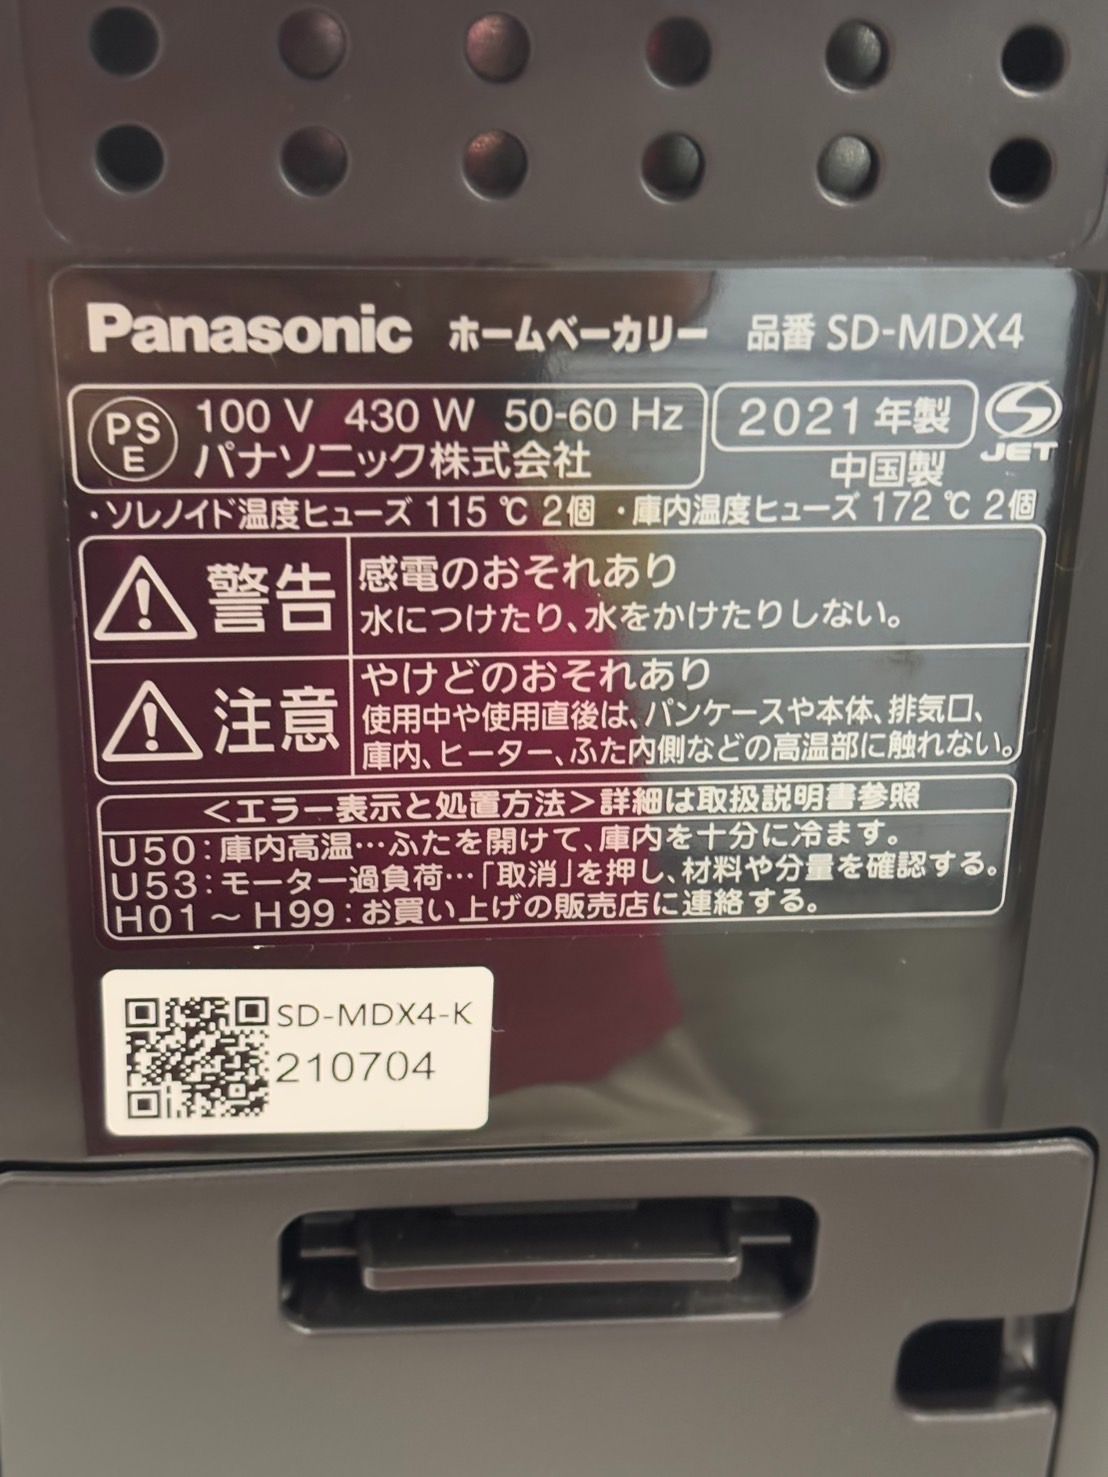 Panasonic ホームベーカリー 品番 SD-MDX4
PS E 100 V 430 W 50-60 Hz 2021 年製 S JET
パナソニック株式会社 中国製
・ソレノイド温度ヒューズ 115 ℃ 2個 ・庫内温度ヒューズ 172 ℃ 2個
警告 感電のおそれあり
水につけたり、水をかけたりしない。
注意 やけどのおそれあり
使用中や使用直後は、パンケースや本体、排気口、
庫内、ヒーター、ふた内側などの高温部に触れない。
<エラー表示と処置方法>詳細は取扱説明書参照
U50:庫内高温…ふたを開けて、庫内を十分に冷ます。
U53:モーター過負荷…「取消」を押し、材料や分量を確認する。
H01～H99:お買い上げの販売店に連絡する。
SD-MDX4-K
210704